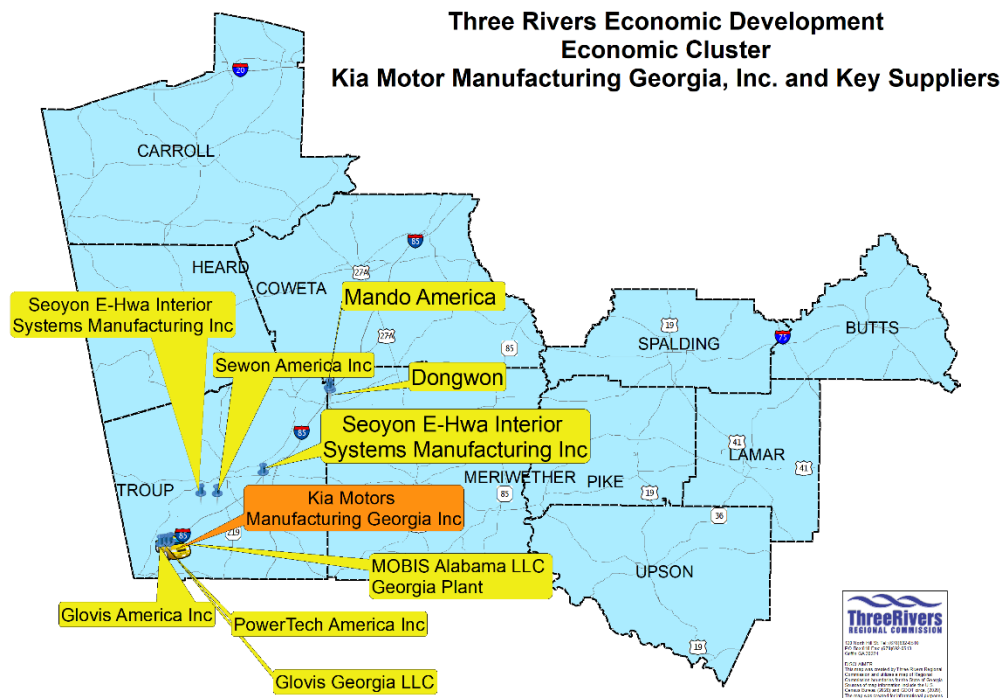 Three Rivers Economic Development
Economic Cluster
Kia Motor Manufacturing Georgia, Inc. and Key Suppliers
20
CARROLL
HEARD
COWETA
85
27A
Seoyon E-Hwa Interior
Systems Manufacturing Inc
Mando America
27A
85
19
SPALDING
75
BUTTS
Sewon America Inc
Dongwon
85
Seoyon E-Hwa Interior
Systems Manufacturing Inc
41
LAMAR
41
TROUP
MERIWETHER
PIKE
85
19
36
Kia Motors
Manufacturing Georgia Inc
85
219
MOBIS Alabama LLC
Georgia Plant
UPSON
Glovis America Inc
PowerTech America Inc
19
Glovis Georgia LLC
ThreeRivers
REGIONAL COMMISSION